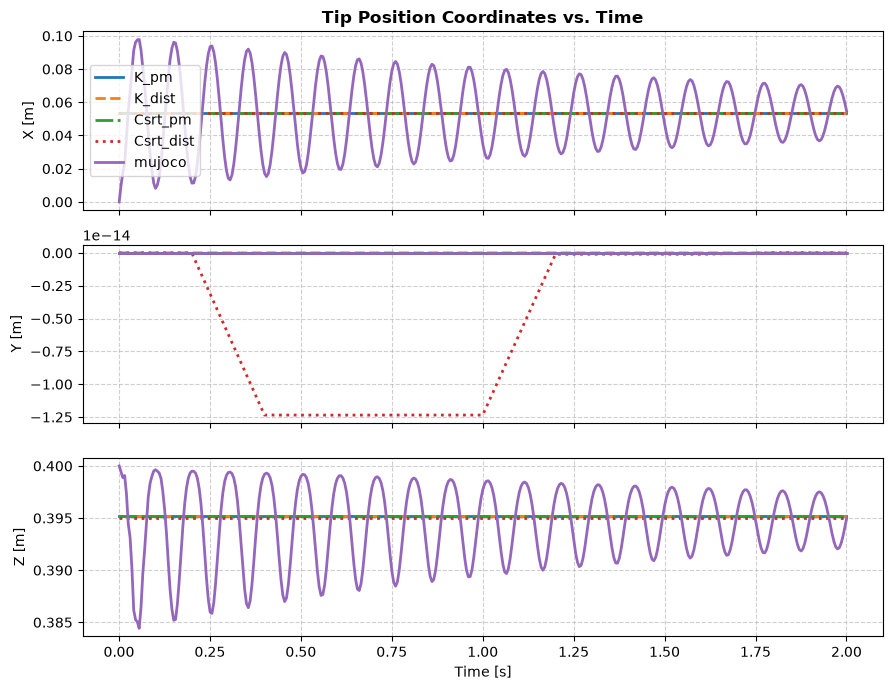 Tip Position Coordinates vs. Time
X [m]
0.10
0.08
0.06
0.04
0.02
0.00
K_pm
K_dist
Csrt_pm
Csrt_dist
mujoco
1e−14
Y [m]
0.00
−0.25
−0.50
−0.75
−1.00
−1.25
Z [m]
0.400
0.395
0.390
0.385
0.00 0.25 0.50 0.75 1.00 1.25 1.50 1.75 2.00
Time [s]